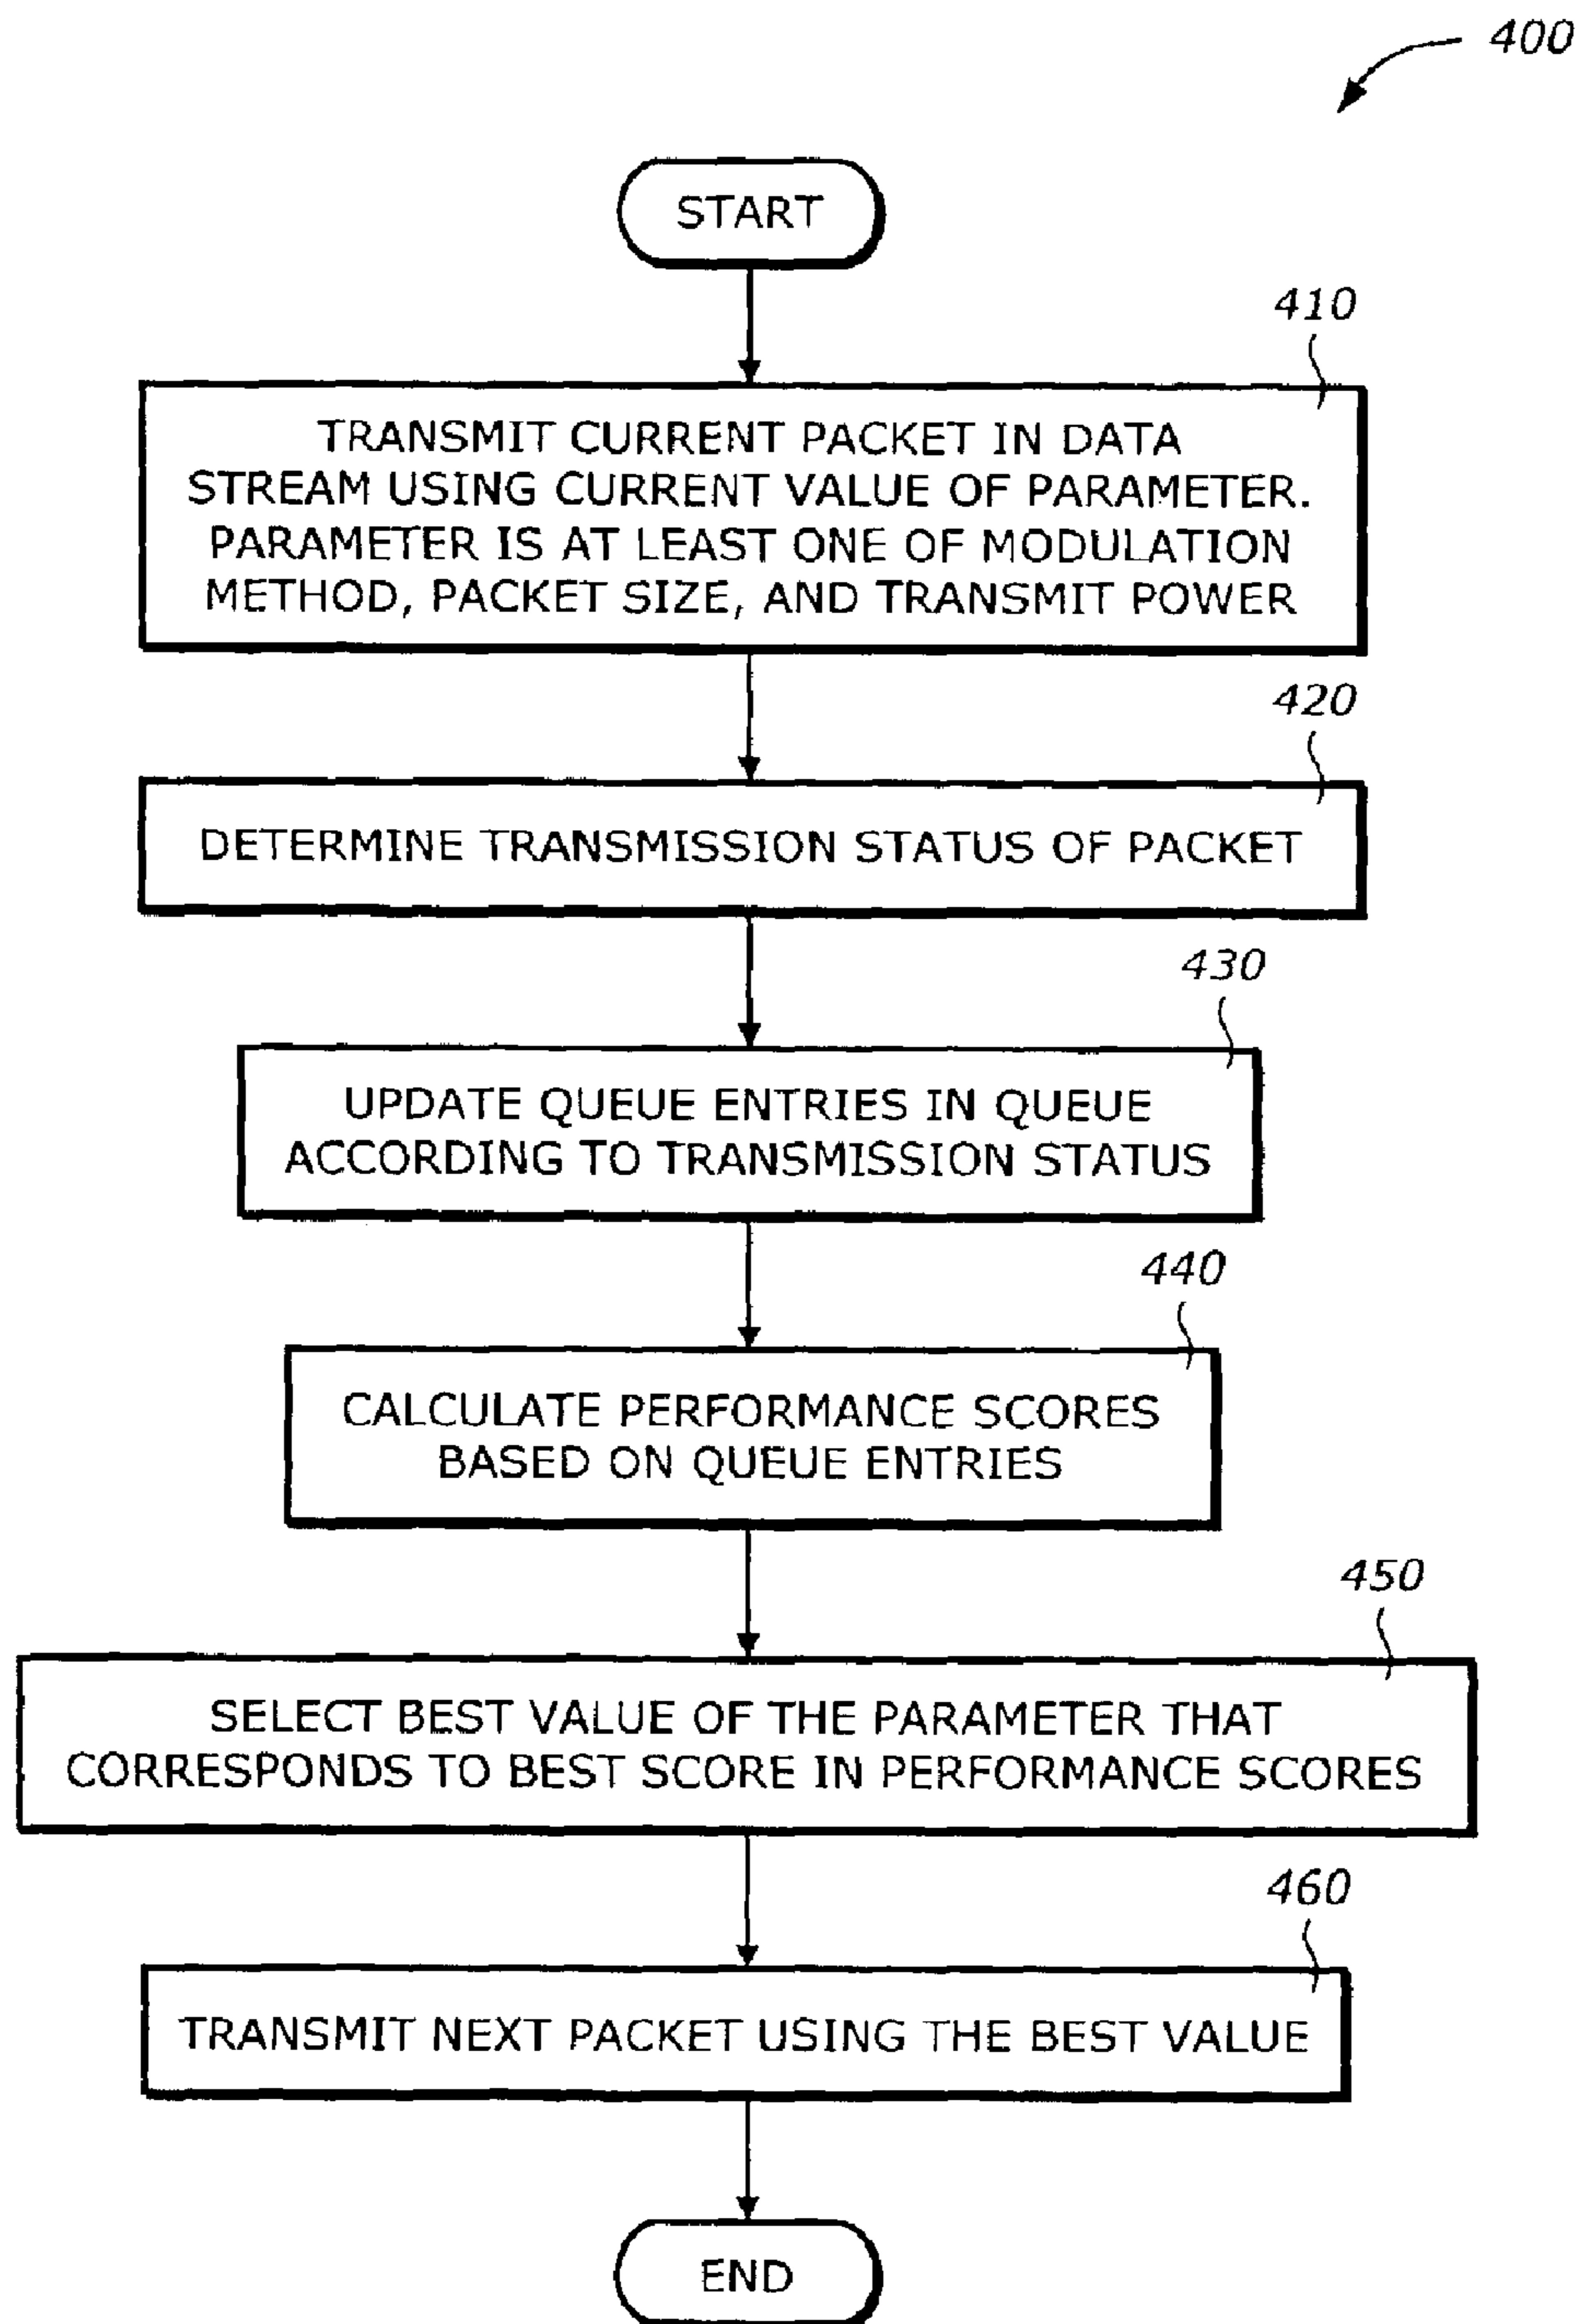 400
START
410
TRANSMIT CURRENT PACKET IN DATA
STREAM USING CURRENT VALUE OF PARAMETER.
PARAMETER IS AT LEAST ONE OF MODULATION
METHOD, PACKET SIZE, AND TRANSMIT POWER
420
DETERMINE TRANSMISSION STATUS OF PACKET
430
UPDATE QUEUE ENTRIES IN QUEUE
ACCORDING TO TRANSMISSION STATUS
440
CALCULATE PERFORMANCE SCORES
BASED ON QUEUE ENTRIES
450
SELECT BEST VALUE OF THE PARAMETER THAT
CORRESPONDS TO BEST SCORE IN PERFORMANCE SCORES
460
TRANSMIT NEXT PACKET USING THE BEST VALUE
END